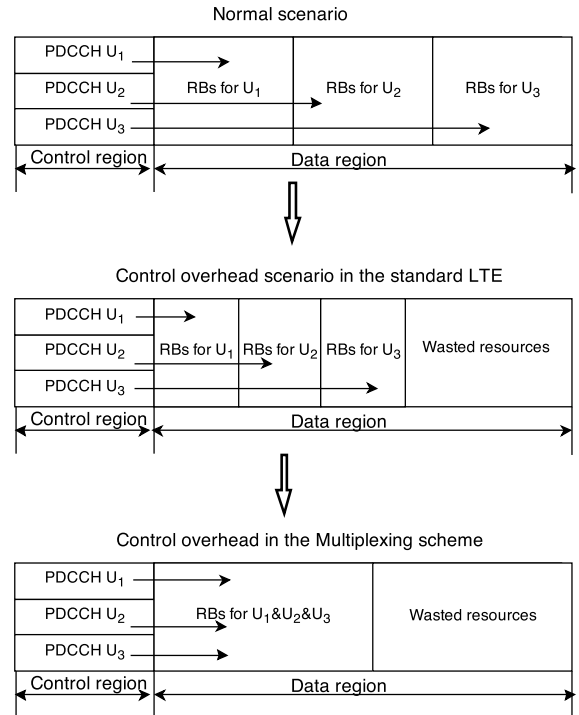 Normal scenario
PDCCH U1
PDCCH U2
PDCCH U3
RBs for U1
RBs for U2
RBs for U3
Control region
Data region
Control overhead scenario in the standard LTE
PDCCH U1
PDCCH U2
PDCCH U3
RBs for U1
RBs for U2
RBs for U3
Wasted resources
Control region
Data region
Control overhead in the Multiplexing scheme
PDCCH U1
PDCCH U2
PDCCH U3
RBs for U1&U2&U3
Wasted resources
Control region
Data region